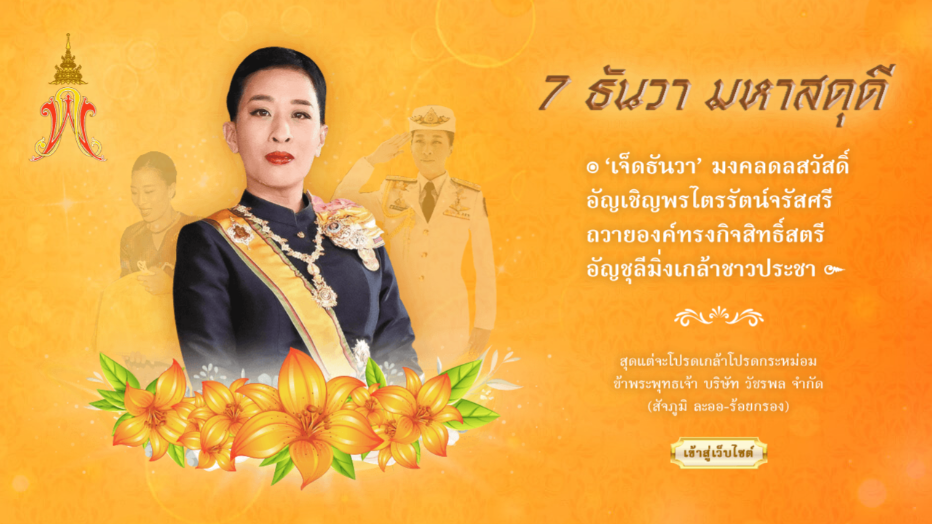 7 ธันวา มหาสดุดี
๏ ‘เจ็ดธันวา’ มงคลดลสวัสดิ์
อัญเชิญพรไตรรัตน์จรัสศรี
ถวายองค์ทรงกิจสิทธิ์สตรี
อัญชุลีมิ่งเกล้าชาวประชา ๛
สุดแต่จะโปรดเกล้าโปรดกระหม่อม
ข้าพระพุทธเจ้า บริษัท วัชรพล จำกัด
(สัจภูมิ ละออ-ร้อยกรอง)
เข้าสู่เว็บไซต์